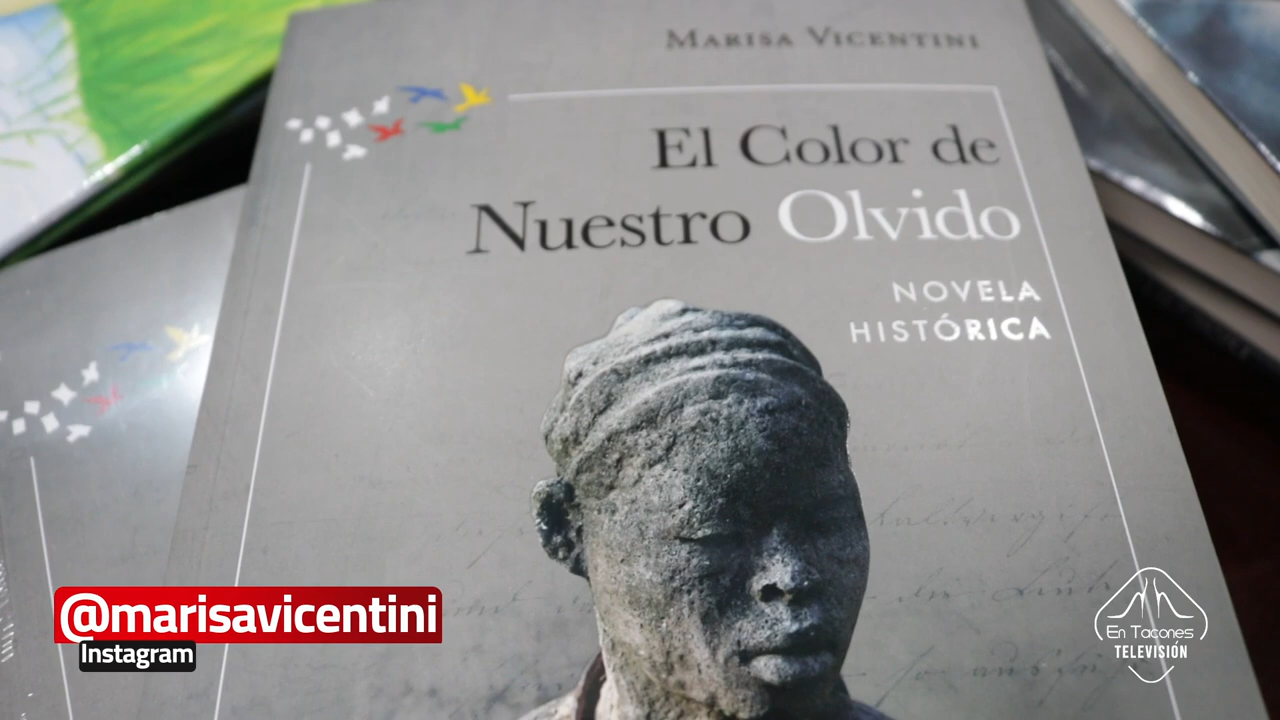 MARISA VICENTINI
El Color de
Nuestro Olvido
NOVELA
HISTÓRICA
@marisavicentini
Instagram
En Tacones
TELEVISIÓN